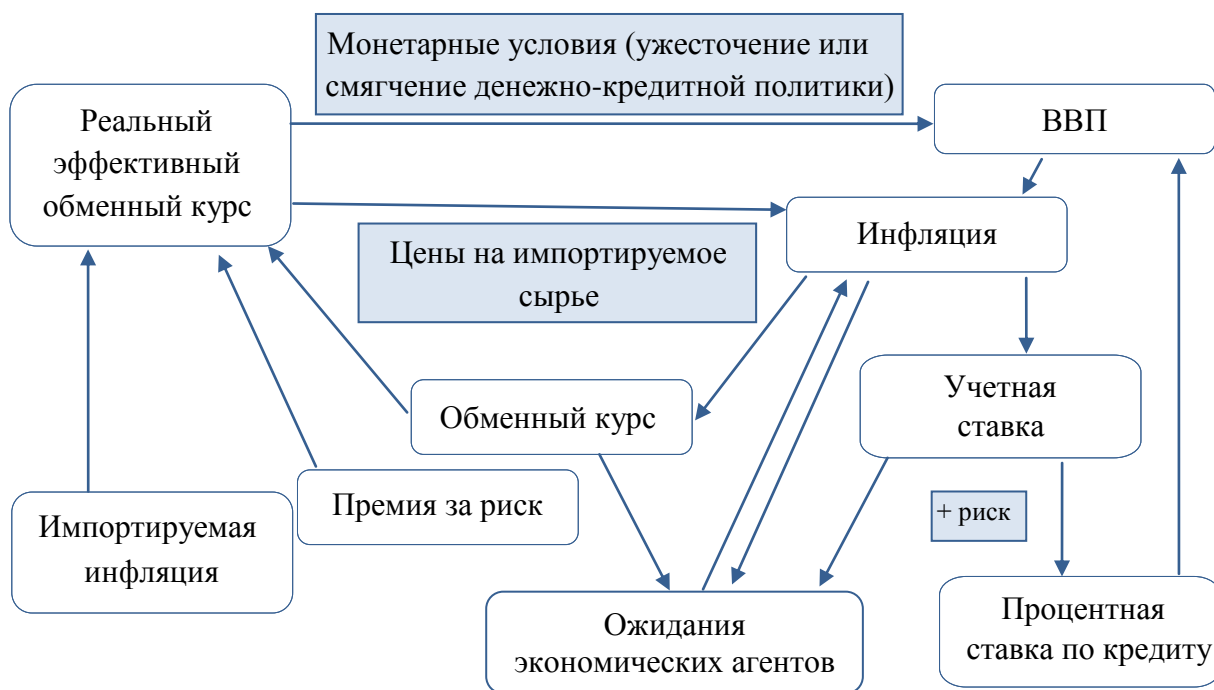 Монетарные условия (ужесточение или
смягчение денежно-кредитной политики)
Реальный
эффективный
обменный курс
ВВП
Инфляция
Цены на импортируемое
сырье
Учетная
ставка
Обменный курс
Премия за риск
+ риск
Импортируемая
инфляция
Ожидания
экономических агентов
Процентная
ставка по кредиту